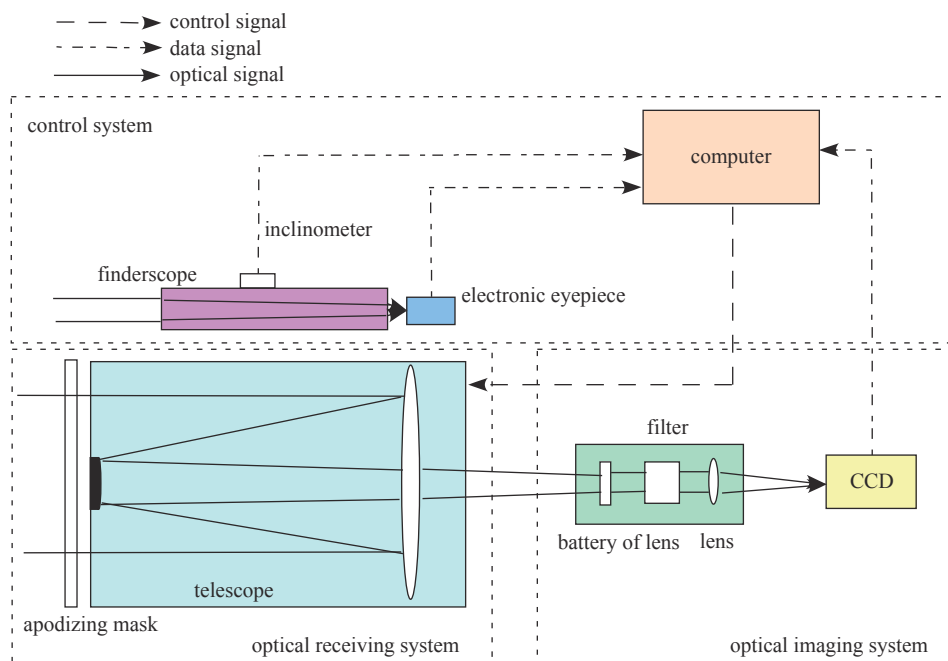 control signal
data signal
optical signal
control system
computer
inclinometer
finderscope
electronic eyepiece
filter
CCD
battery of lens
lens
telescope
apodizing mask
optical receiving system
optical imaging system